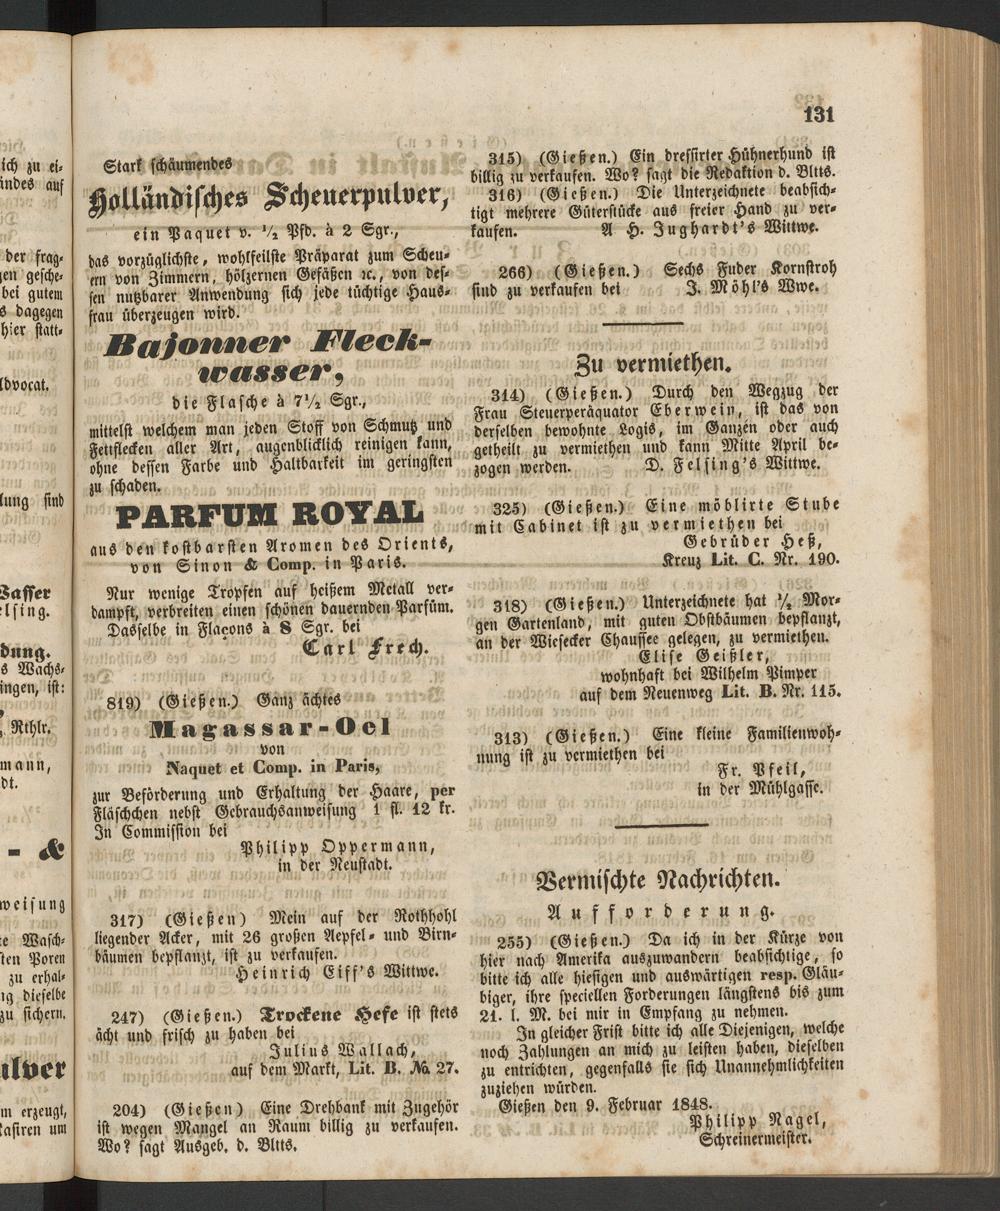 131
Stark schäumendes
Holländisches Scheuerpulver,
ein Paquet v. ½ Pfd. à 2 Sgr.,
das vorzüglichste, wohlfeilste Präparat zum Scheu-
ern von Zimmern, hölzernen Gefäßen ꝛc., von des-
sen nutzbarer Anwendung sich jede tüchtige Haus-
frau überzeugen wird.
Bajonner Fleck-
wasser,
die Flasche à 7½ Sgr.,
mittelst welchem man jeden Stoff von Schmutz und
Fettflecken aller Art, augenblicklich reinigen kann,
ohne dessen Farbe und Haltbarkeit im geringsten
zu schaden.
PARFUM ROYAL
aus den kostbarsten Aromen des Orients,
von Sinon & Comp. in Paris.
Nur wenige Tropfen auf heißem Metall ver-
dampft, verbreiten einen schönen dauernden Parfüm.
Dasselbe in Flaçons à 8 Sgr. bei
Carl Frech.
819) (Gießen.) Ganz ächtes
Magassar-Oel
von
Naquet et Comp. in Paris,
zur Beförderung und Erhaltung der Haare, per
Fläschchen nebst Gebrauchsanweisung 1 fl. 12 kr.
In Commission bei
Philipp Oppermann,
in der Neustadt.
317) (Gießen) Mein auf der Rothhohl
liegender Acker, mit 26 großen Aepfel- und Birn-
bäumen bepflanzt, ist zu verkaufen.
Heinrich Eiff's Wittwe.
247) (Gießen.) Trockene Hefe ist stets
ächt und frisch zu haben bei
Julius Wallach,
auf dem Markt, Lit. B. № 27.
204) (Gießen) Eine Drehbank mit Zugehör
ist wegen Mangel an Raum billig zu verkaufen.
Wo? sagt Ausgeb. d. Bltts.
315) (Gießen.) Ein dressirter Hühnerhund ist
billig zu verkaufen. Wo? sagt die Redaktion d. Bltts.
316) (Gießen.) Die Unterzeichnete beabsich-
tigt mehrere Güterstücke aus freier Hand zu ver-
kaufen. A H. Jughardt's Wittwe.
266) (Gießen.) Sechs Fuder Kornstroh
sind zu verkaufen bei J. Möhl's Wwe.
Zu vermiethen.
314) (Gießen.) Durch den Wegzug der
Frau Steuerperäquator Eberwein, ist das von
derselben bewohnte Logis, im Ganzen oder auch
getheilt zu vermiethen und kann Mitte April be-
zogen werden. D. Felsing's Wittwe.
325) (Gießen.) Eine möblirte Stube
mit Cabinet ist zu vermiethen bei
Gebrüder Heß,
Kreuz Lit. C. Nr. 190.
318) (Gießen.) Unterzeichnete hat ½ Mor-
gen Gartenland, mit guten Obstbäumen bepflanzt,
an der Wiesecker Chaussee gelegen, zu vermiethen.
Elise Geißler,
wohnhaft bei Wilhelm Pimper
auf dem Neuenweg Lit. B. Nr. 115.
313) (Gießen.) Eine kleine Familienwoh-
nung ist zu vermiethen bei
Fr. Pfeil,
in der Mühlgasse.
Vermischte Nachrichten.
Aufforderung.
255) (Gießen.) Da ich in der Kürze von
hier nach Amerika auszuwandern beabsichtige, so
bitte ich alle hiesigen und auswärtigen resp. Gläu-
biger, ihre speciellen Forderungen längstens bis zum
21. l. M. bei mir in Empfang zu nehmen.
In gleicher Frist bitte ich alle Diejenigen, welche
noch Zahlungen an mich zu leisten haben, dieselben
zu entrichten, gegenfalls sie sich Unannehmlichkeiten
zuziehen würden.
Gießen den 9. Februar 1848.
Philipp Nagel,
Schreinermeister.